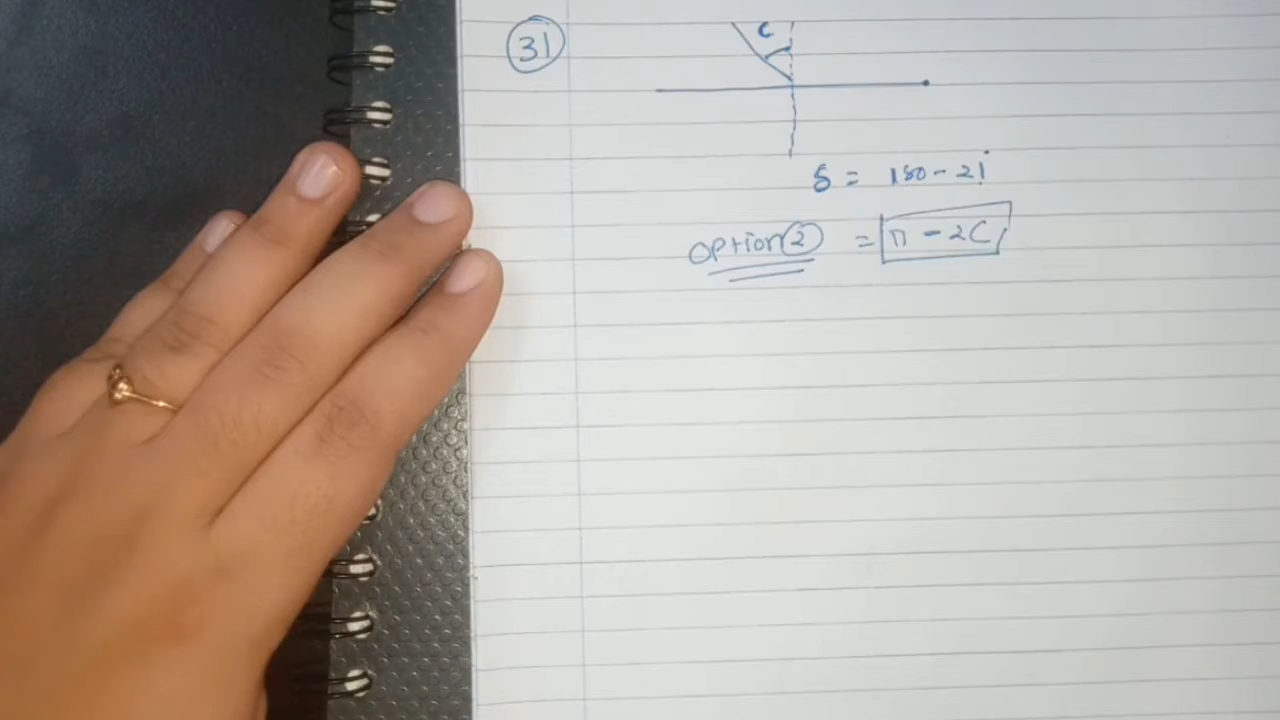 31
C
δ = 180 - 2i
option 2 = π - 2C